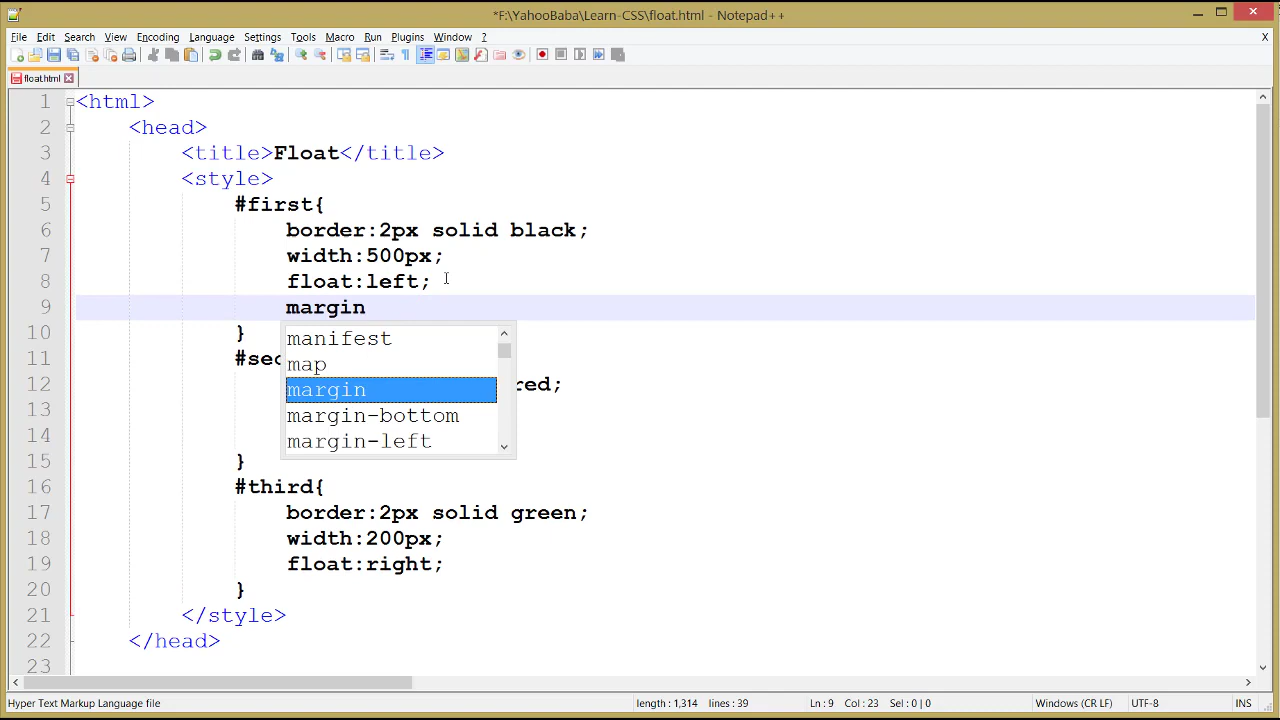 *F:\YahooBaba\Learn-CSS\float.html - Notepad++
File Edit Search View Encoding Language Settings Tools Macro Run Plugins Window ? X
float.html
1 <html>
2 <head>
3 <title>Float</title>
4 <style>
5 #first{
6 border:2px solid black;
7 width:500px;
8 float:left;
9 margin
10 }
manifest
11 #sec
map
12 red;
margin
13
margin-bottom
14
margin-left
15 }
16 #third{
17 border:2px solid green;
18 width:200px;
19 float:right;
20 }
21 </style>
22 </head>
23
Hyper Text Markup Language file length : 1,314 lines : 39 Ln : 9 Col : 23 Sel : 0 | 0 Windows (CR LF) UTF-8 INS